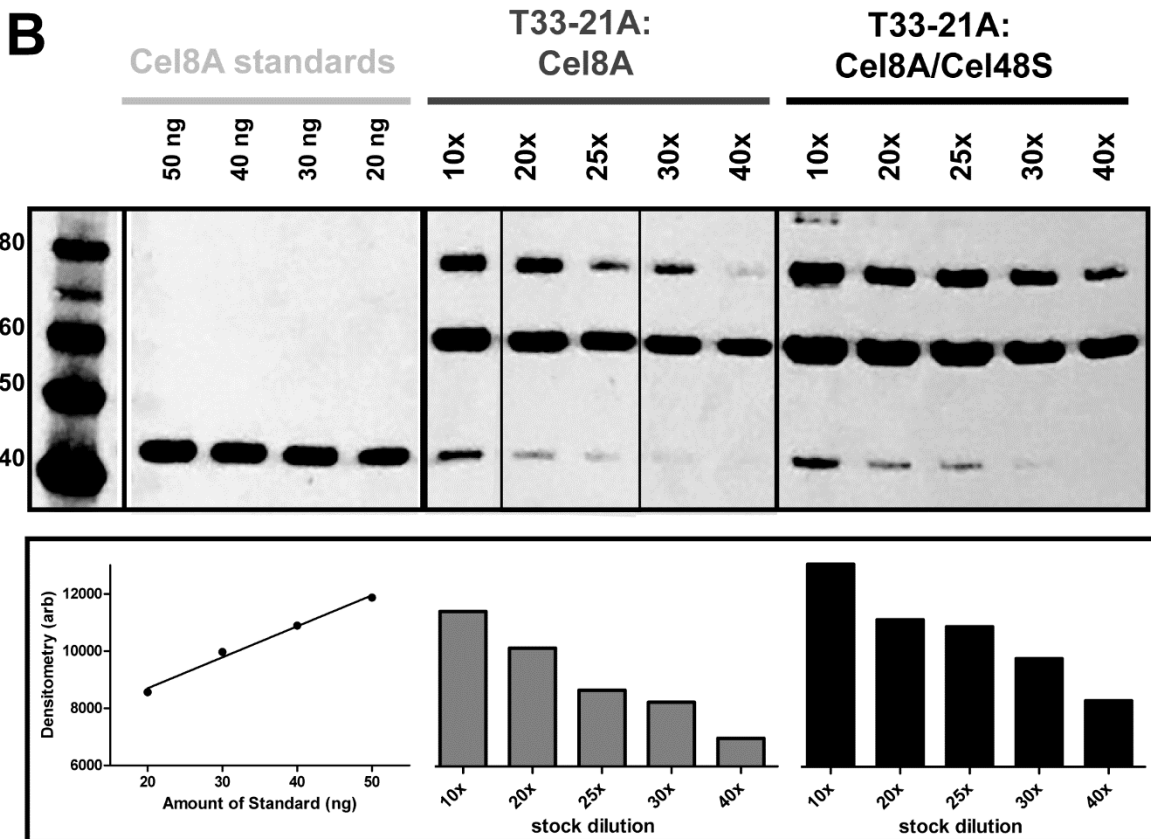 B
Cel8A standards
T33-21A:
Cel8A
T33-21A:
Cel8A/Cel48S
50 ng
40 ng
30 ng
20 ng
10x
20x
25x
30x
40x
10x
20x
25x
30x
40x
80
60
50
40
Densitometry (arb)
12000
10000
8000
6000
20
30
40
50
Amount of Standard (ng)
10x
20x
25x
30x
40x
stock dilution
10x
20x
25x
30x
40x
stock dilution